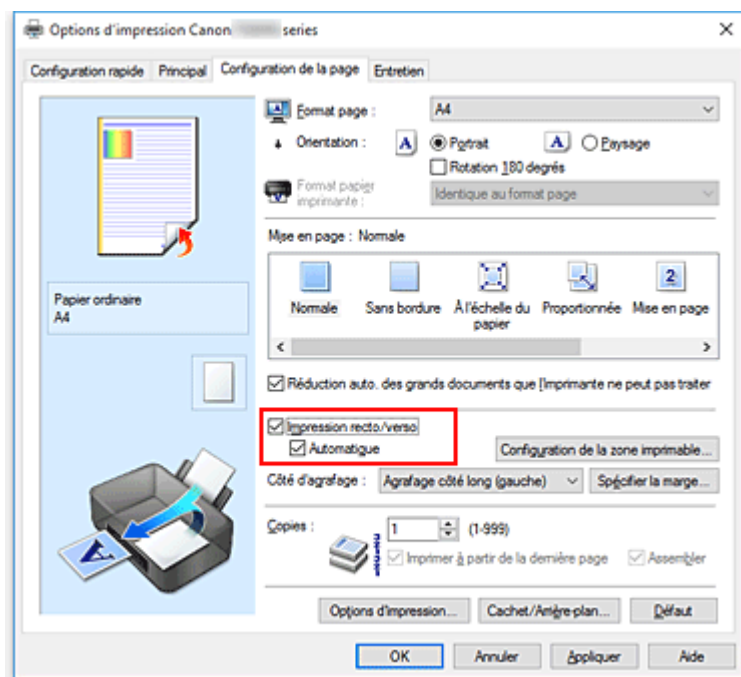 Options d'impression Canon series
Configuration rapide Principal Configuration de la page Entretien
Format page : A4
Orientation : A Portrait A Paysage
Rotation 180 degrés
Format papier imprimante : Identique au format page
Mise en page : Normale
Normale Sans bordure À l'échelle du papier Proportionnée 2 Mise en page
Papier ordinaire
A4
Réduction auto. des grands documents que l'imprimante ne peut pas traiter
Impression recto/verso
Automatique Configuration de la zone imprimable...
Côté d'agrafage : Agrafage côté long (gauche) Spécifier la marge...
Copies : 1 (1-999)
Imprimer à partir de la dernière page Assembler
A
Options d'impression... Cachet/Arrière-plan... Défaut
OK Annuler Appliquer Aide